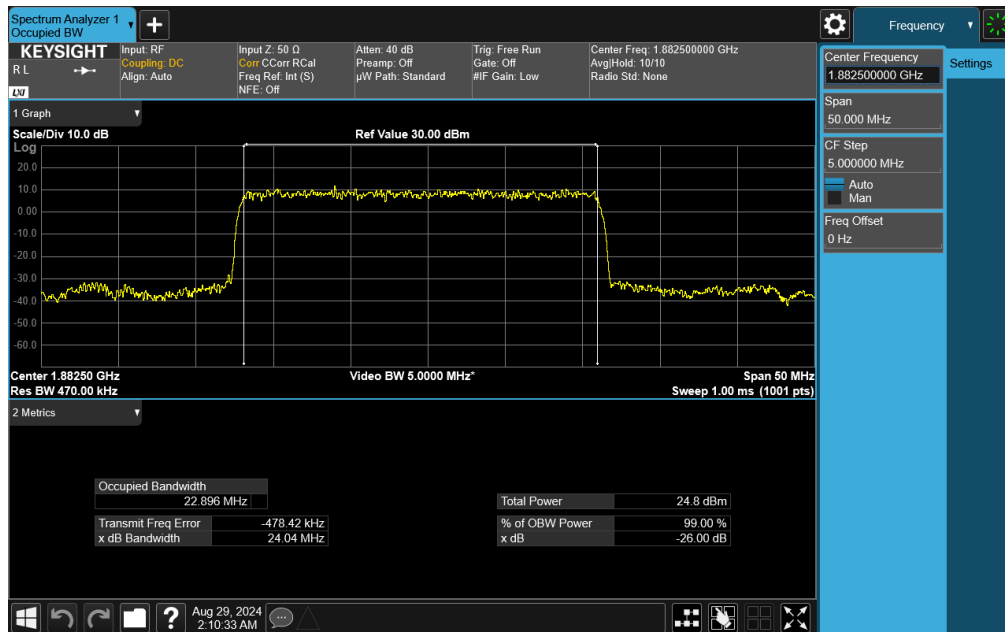 Spectrum Analyzer 1
Occupied BW
Frequency
KEYSIGHT
R L
LXI
Input: RF
Coupling: DC
Align: Auto
Input Z: 50 Ω
Corr CCorr RCal
Freq Ref: Int (S)
NFE: Off
Atten: 40 dB
Preamp: Off
µW Path: Standard
Trig: Free Run
Gate: Off
#IF Gain: Low
Center Freq: 1.882500000 GHz
Avg|Hold: 10/10
Radio Std: None
Center Frequency
1.882500000 GHz
Settings
Span
50.000 MHz
CF Step
5.000000 MHz
Auto
Man
Freq Offset
0 Hz
1 Graph
Scale/Div 10.0 dB
Ref Value 30.00 dBm
Log
20.0
10.0
0.00
-10.0
-20.0
-30.0
-40.0
-50.0
-60.0
Center 1.88250 GHz
Video BW 5.0000 MHz*
Span 50 MHz
Res BW 470.00 kHz
Sweep 1.00 ms (1001 pts)
2 Metrics
Occupied Bandwidth
22.896 MHz
Total Power 24.8 dBm
Transmit Freq Error -478.42 kHz
% of OBW Power 99.00 %
x dB Bandwidth 24.04 MHz
x dB -26.00 dB
?
Aug 29, 2024
2:10:33 AM